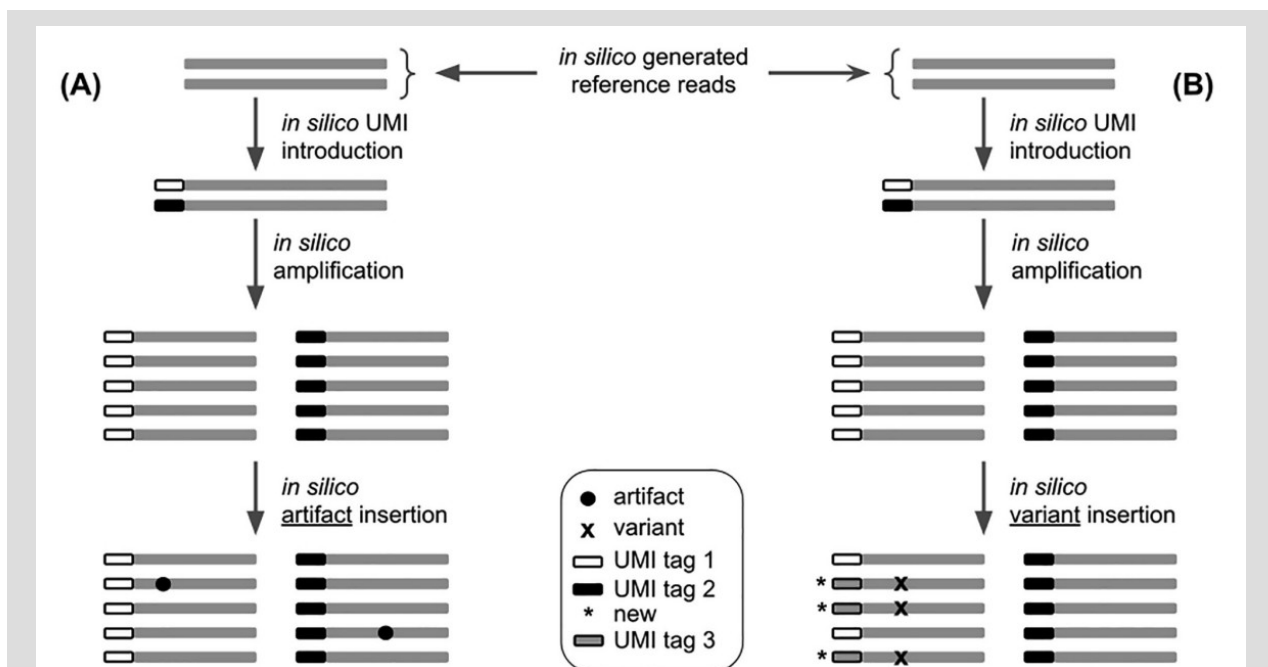 (A)
in silico generated
reference reads
(B)
in silico UMI
introduction
in silico UMI
introduction
in silico
amplification
in silico
amplification
in silico
artifact insertion
in silico
variant insertion
artifact
x variant
UMI tag 1
UMI tag 2
* new
UMI tag 3
x
*
x
*
x
*